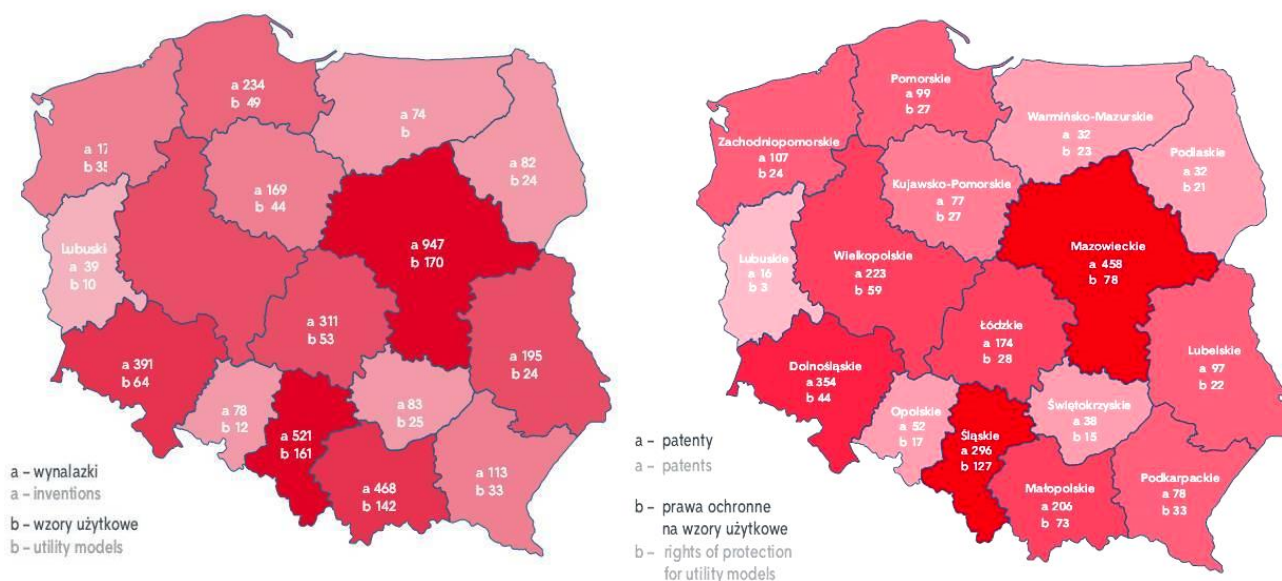 a 234
b 49
a 74
b
a 17
b 35
a 82
b 24
a 169
b 44
a 947
b 170
Lubuski
a 39
b 10
a 311
b 53
a 195
b 24
a 391
b 64
a 78
b 12
a 83
b 25
a 521
b 161
a 468
b 142
a 113
b 33
a – wynalazki
a – inventions
b – wzory użytkowe
b – utility models
Pomorskie
a 99
b 27
Warmińsko-Mazurskie
a 32
b 23
Zachodniopomorskie
a 107
b 24
Podlaskie
a 32
b 21
Kujawsko-Pomorskie
a 77
b 27
Mazowieckie
a 458
b 78
Lubuskie
a 16
b 3
Wielkopolskie
a 223
b 59
Łódzkie
a 174
b 28
Lubelskie
a 97
b 22
Dolnośląskie
a 354
b 44
Opolskie
a 52
b 17
Śląskie
a 296
b 127
Świętokrzyskie
a 38
b 15
Małopolskie
a 206
b 73
Podkarpackie
a 78
b 33
a – patenty
a – patents
b – prawa ochronne
na wzory użytkowe
b – rights of protection
for utility models